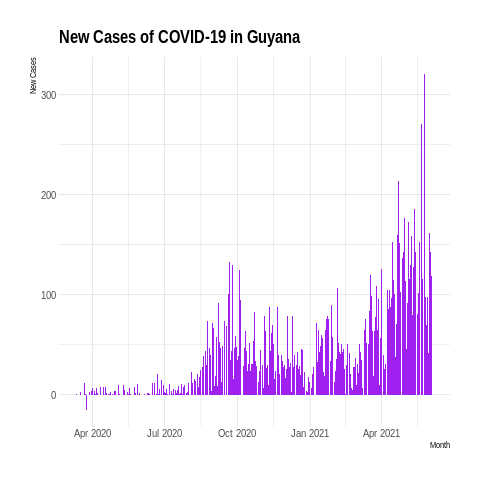 New Cases of COVID-19 in Guyana
New Cases
300
200
100
0
Apr 2020 Jul 2020 Oct 2020 Jan 2021 Apr 2021
Month